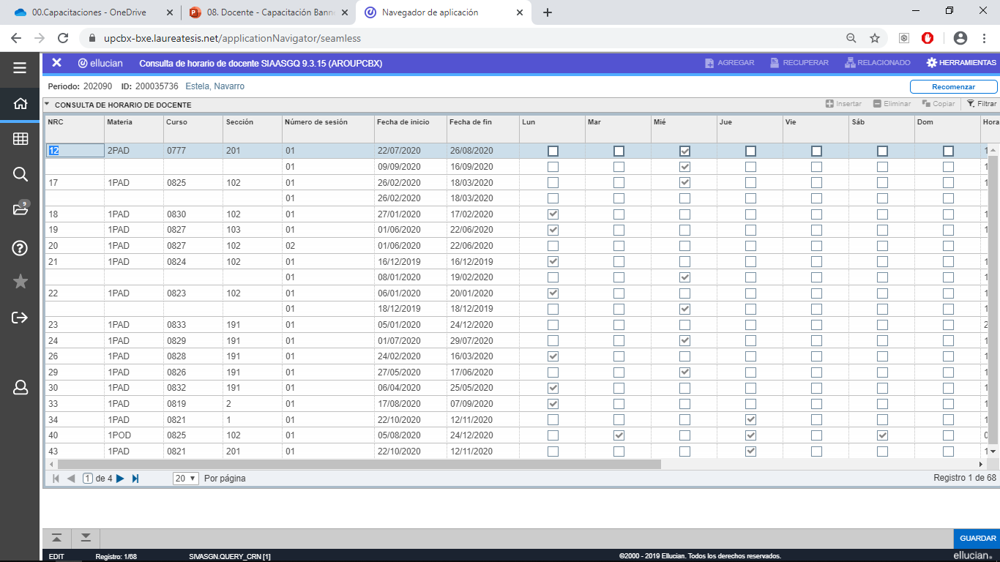 00.Capacitaciones - OneDrive
08. Docente - Capacitación Bann
Navegador de aplicación
upcbx-bxe.laureatesis.net/applicationNavigator/seamless
ellucian Consulta de horario de docente SIAASGQ 9.3.15 (AROUPCBX) AGREGAR RECUPERAR RELACIONADO HERRAMIENTAS
Periodo: 202090 ID: 200035736 Estela, Navarro Recomenzar
CONSULTA DE HORARIO DE DOCENTE Insertar Eliminar Copiar Filtrar
NRC Materia Curso Sección Número de sesión Fecha de inicio Fecha de fin Lun Mar Mié Jue Vie Sáb Dom Hora
12 2PAD 0777 201 01 22/07/2020 26/08/2020 1
01 09/09/2020 16/09/2020 1
17 1PAD 0825 102 01 26/02/2020 18/03/2020 1
01 26/02/2020 18/03/2020
18 1PAD 0830 102 01 27/01/2020 17/02/2020 1
19 1PAD 0827 103 01 01/06/2020 22/06/2020 1
20 1PAD 0827 102 02 01/06/2020 22/06/2020
21 1PAD 0824 102 01 16/12/2019 16/12/2019 1
01 08/01/2020 19/02/2020 1
22 1PAD 0823 102 01 06/01/2020 20/01/2020 1
01 18/12/2019 18/12/2019 1
23 1PAD 0833 191 01 05/01/2020 24/12/2020 2
24 1PAD 0829 191 01 01/07/2020 29/07/2020 1
26 1PAD 0828 191 01 24/02/2020 16/03/2020 1
29 1PAD 0826 191 01 27/05/2020 17/06/2020 1
30 1PAD 0832 191 01 06/04/2020 25/05/2020 1
33 1PAD 0819 2 01 17/08/2020 07/09/2020 1
34 1PAD 0821 1 01 22/10/2020 12/11/2020 1
40 1POD 0825 102 01 05/08/2020 24/12/2020 0
43 1PAD 0821 201 01 22/10/2020 12/11/2020 1
1 de 4 20 Por página Registro 1 de 68
9
GUARDAR
EDIT Registro: 1/68 SIVASGN.QUERY_CRN [1] ©2000 - 2019 Ellucian. Todos los derechos reservados. ellucian.